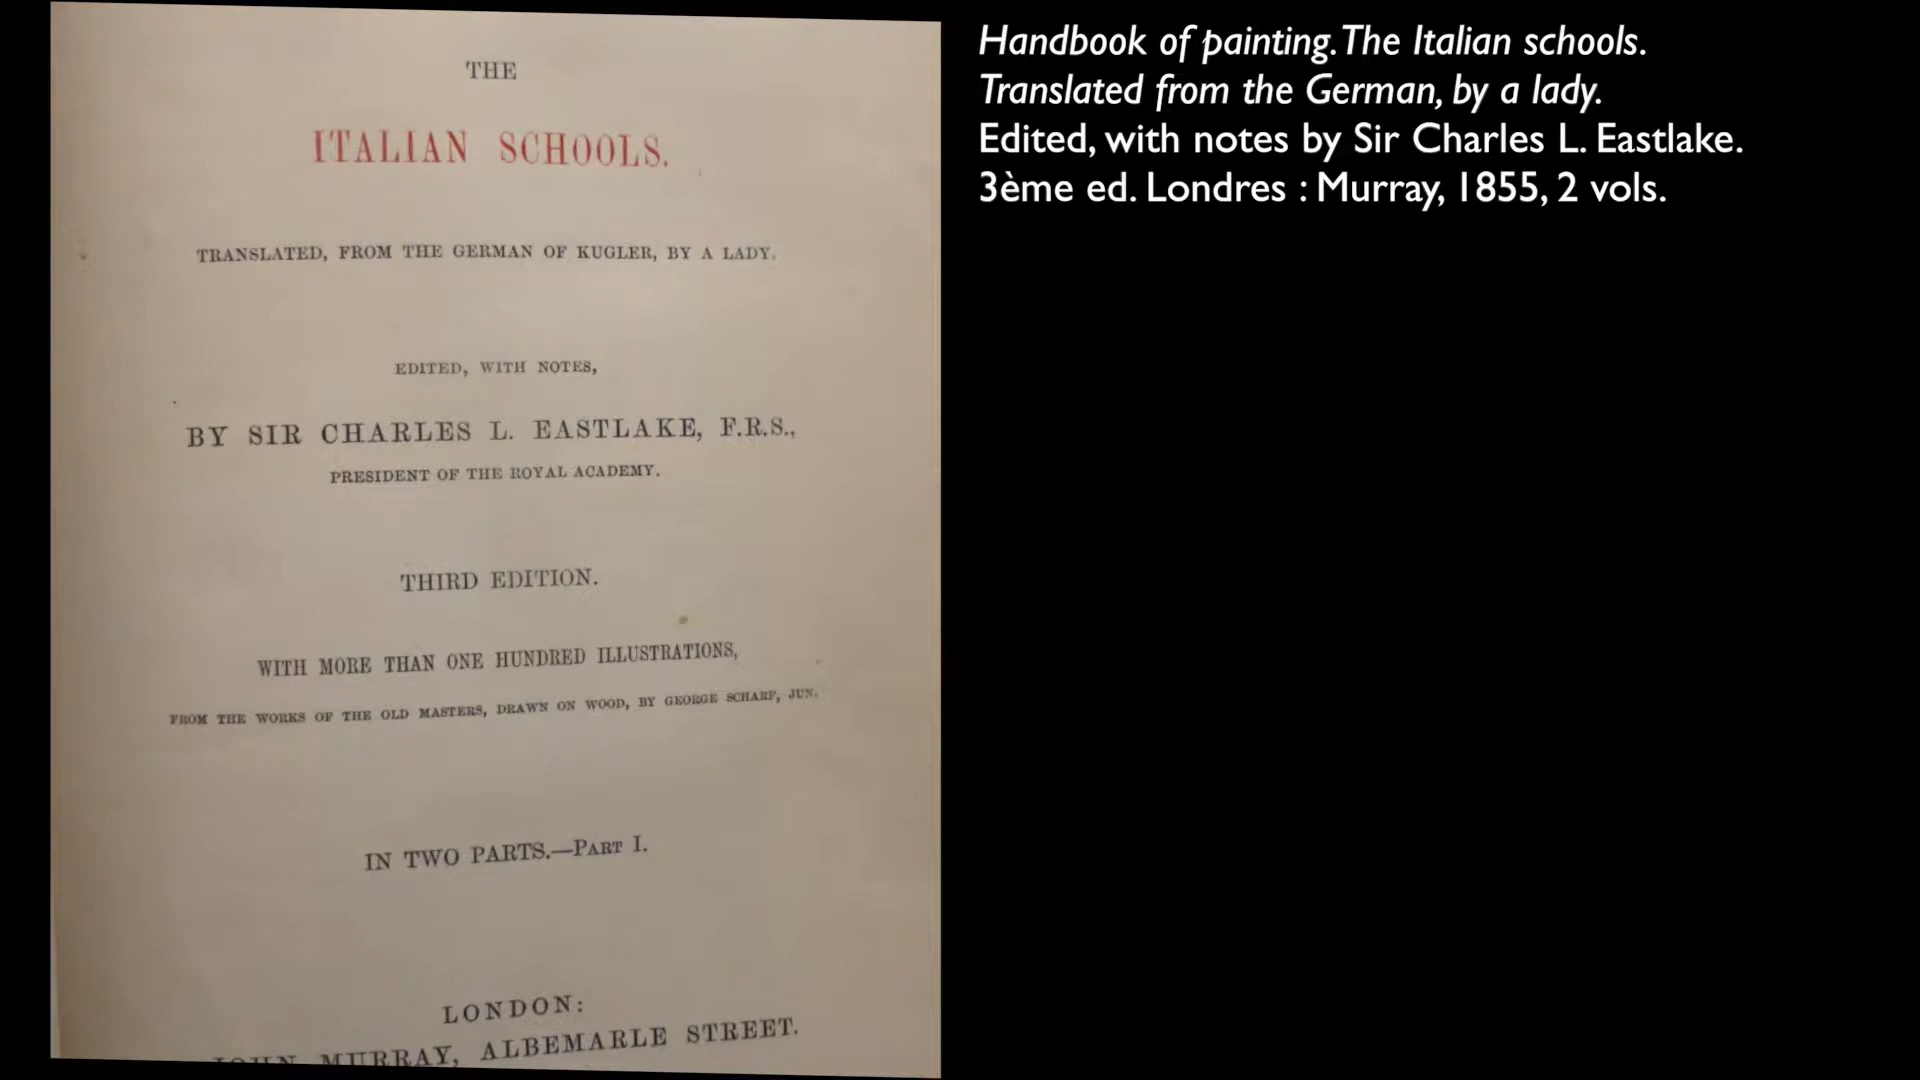 THE
ITALIAN SCHOOLS.
TRANSLATED, FROM THE GERMAN OF KUGLER, BY A LADY.
EDITED, WITH NOTES,
BY SIR CHARLES L. EASTLAKE, F.R.S.,
PRESIDENT OF THE ROYAL ACADEMY.
THIRD EDITION.
WITH MORE THAN ONE HUNDRED ILLUSTRATIONS,
FROM THE WORKS OF THE OLD MASTERS, DRAWN ON WOOD, BY GEORGE SCHARF, JUN.
IN TWO PARTS.—PART I.
LONDON:
JOHN MURRAY, ALBEMARLE STREET.
Handbook of painting. The Italian schools.
Translated from the German, by a lady.
Edited, with notes by Sir Charles L. Eastlake.
3ème ed. Londres : Murray, 1855, 2 vols.